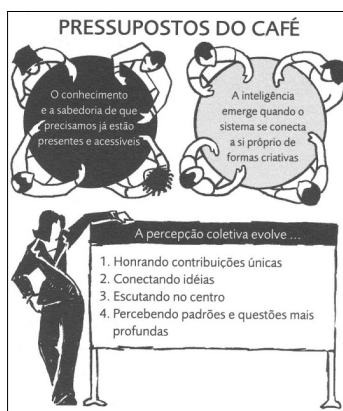 PRESSUPOSTOS DO CAFÉ
O conhecimento
e a sabedoria de que
precisamos já estão
presentes e acessíveis
A inteligência
emerge quando o
sistema se conecta
a si próprio de
formas criativas
A percepção coletiva evolve ...
1. Honrando contribuições únicas
2. Conectando idéias
3. Escutando no centro
4. Percebendo padrões e questões mais
profundas